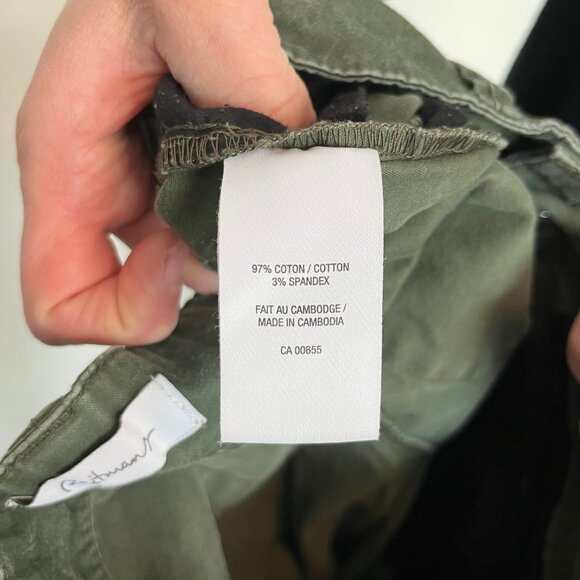 97% COTON / COTTON
3% SPANDEX
FAIT AU CAMBODGE /
MADE IN CAMBODIA
CA 00655